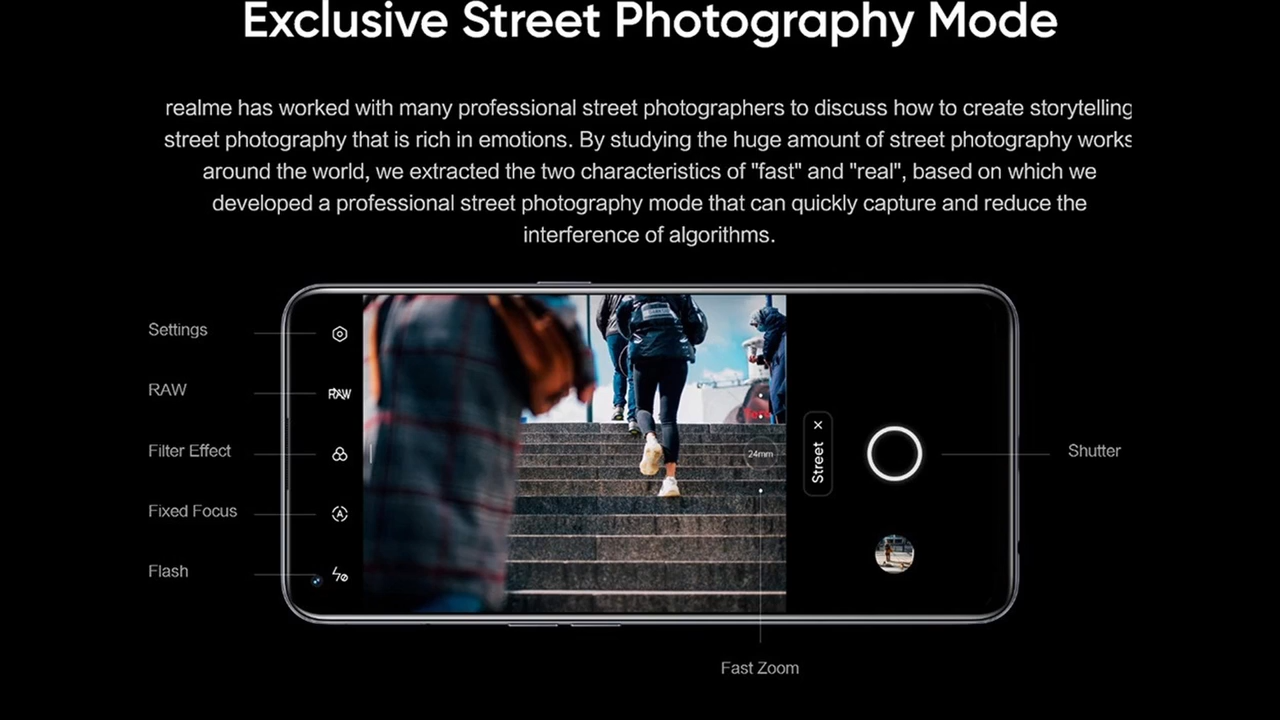 Exclusive Street Photography Mode
realme has worked with many professional street photographers to discuss how to create storytelling
street photography that is rich in emotions. By studying the huge amount of street photography works
around the world, we extracted the two characteristics of "fast" and "real", based on which we
developed a professional street photography mode that can quickly capture and reduce the
interference of algorithms.
Settings
RAW
RAW
Filter Effect
Fixed Focus
A
Flash
24mm
Street ×
Shutter
Fast Zoom